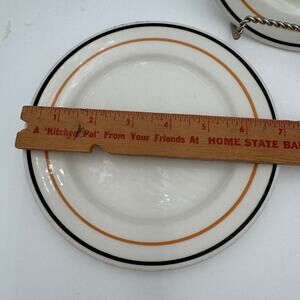 1 2 3 4 5 6 7
A 'Kitchen Pal' From Your Friends At HOME STATE BA